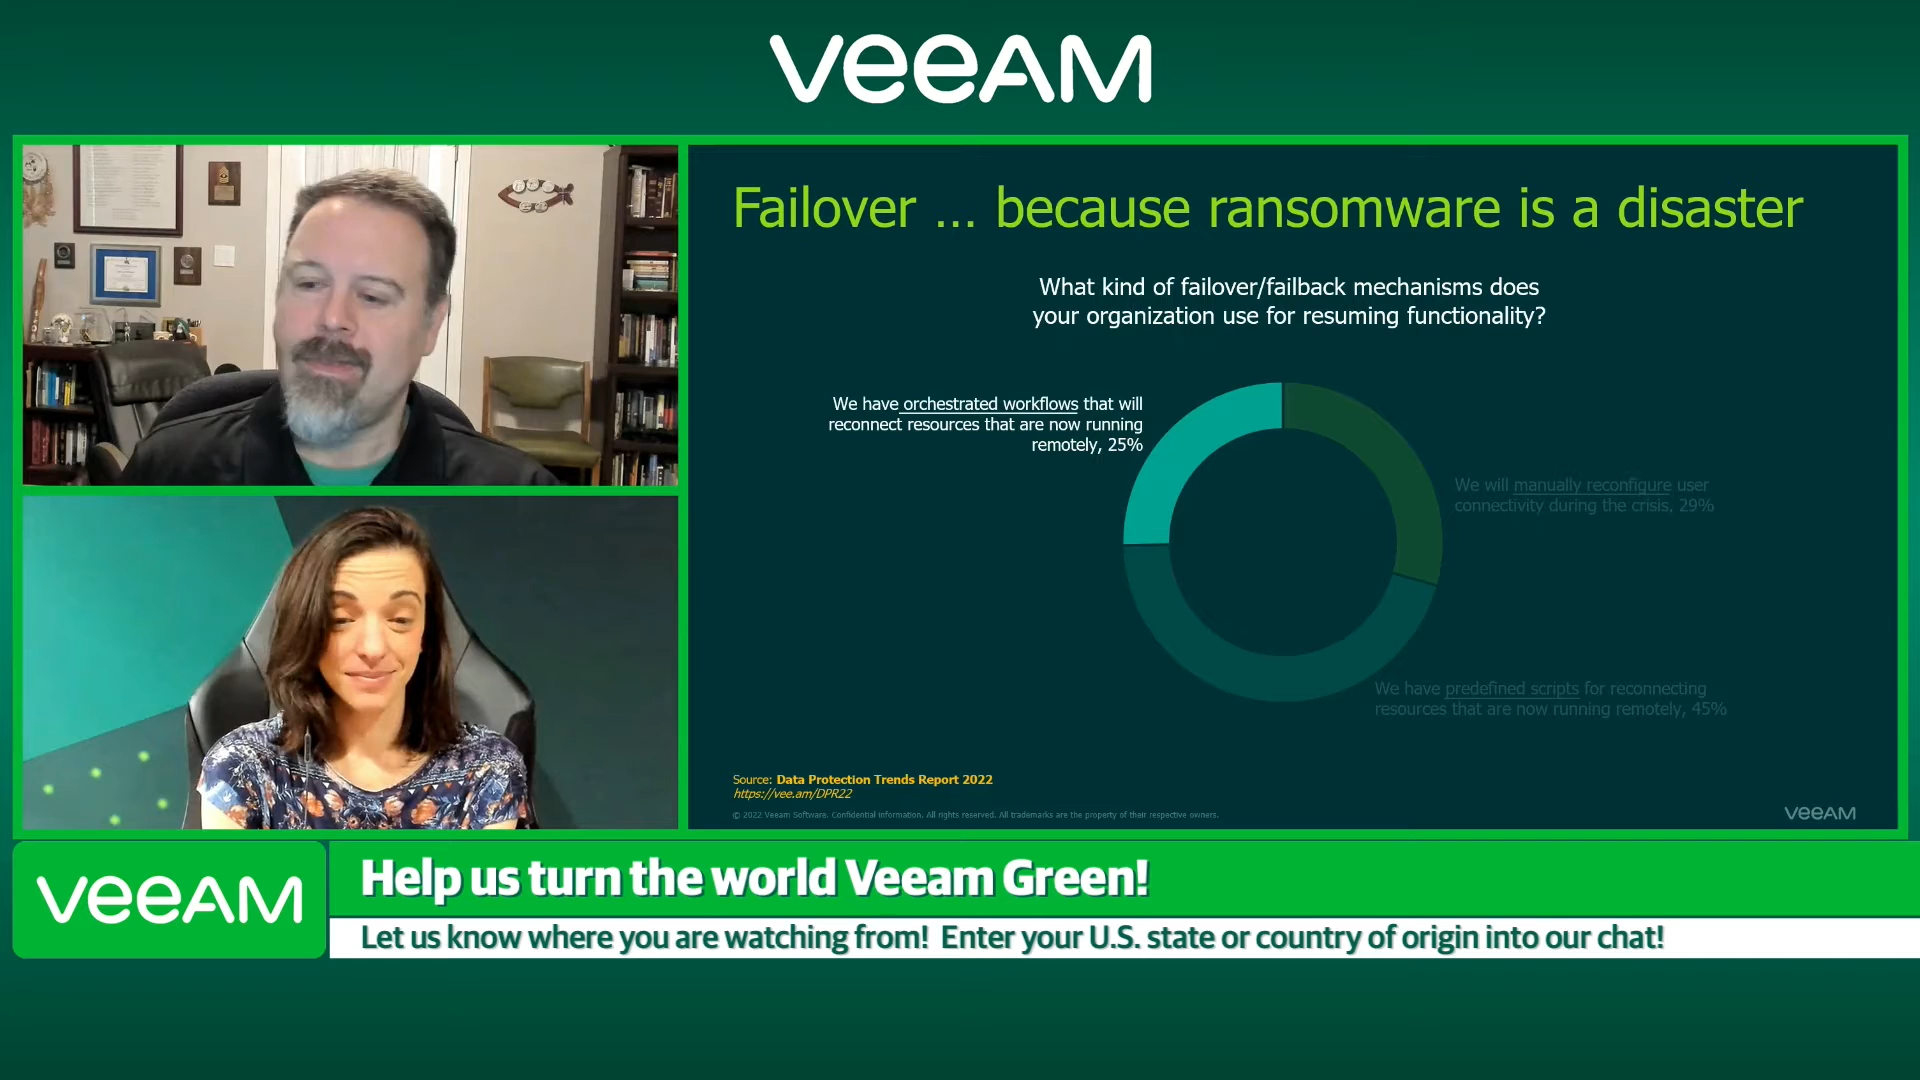 veeAM
Failover ... because ransomware is a disaster
What kind of failover/failback mechanisms does
your organization use for resuming functionality?
We have orchestrated workflows that will
reconnect resources that are now running
remotely, 25%
We will manually reconfigure user
connectivity during the crisis, 29%
We have predefined scripts for reconnecting
resources that are now running remotely, 45%
Source: Data Protection Trends Report 2022
https://vee.am/DPR22
© 2022 Veeam Software. Confidential information. All rights reserved. All trademarks are the property of their respective owners.
veeAM
veeAM
Help us turn the world Veeam Green!
Let us know where you are watching from! Enter your U.S. state or country of origin into our chat!